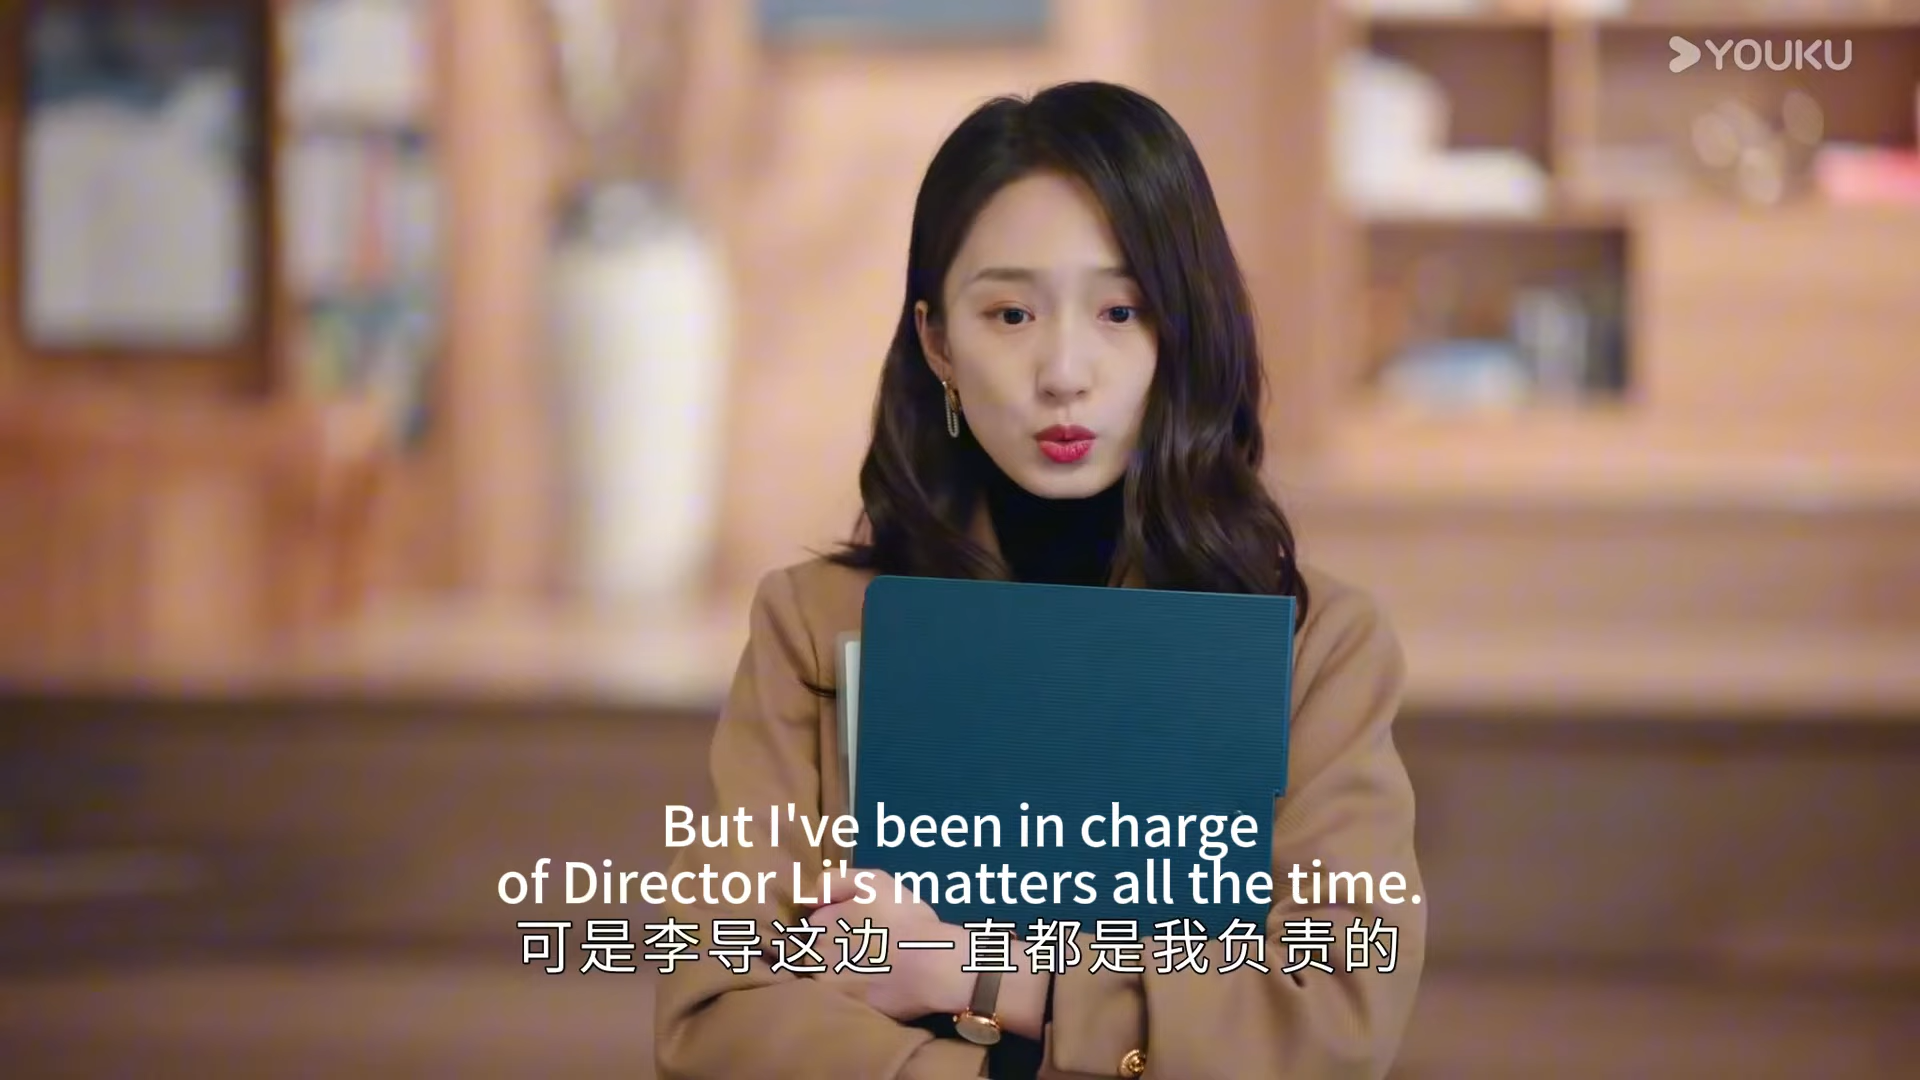 YOUKU
But I've been in charge
of Director Li's matters all the time.
可是李导这边一直都是我负责的